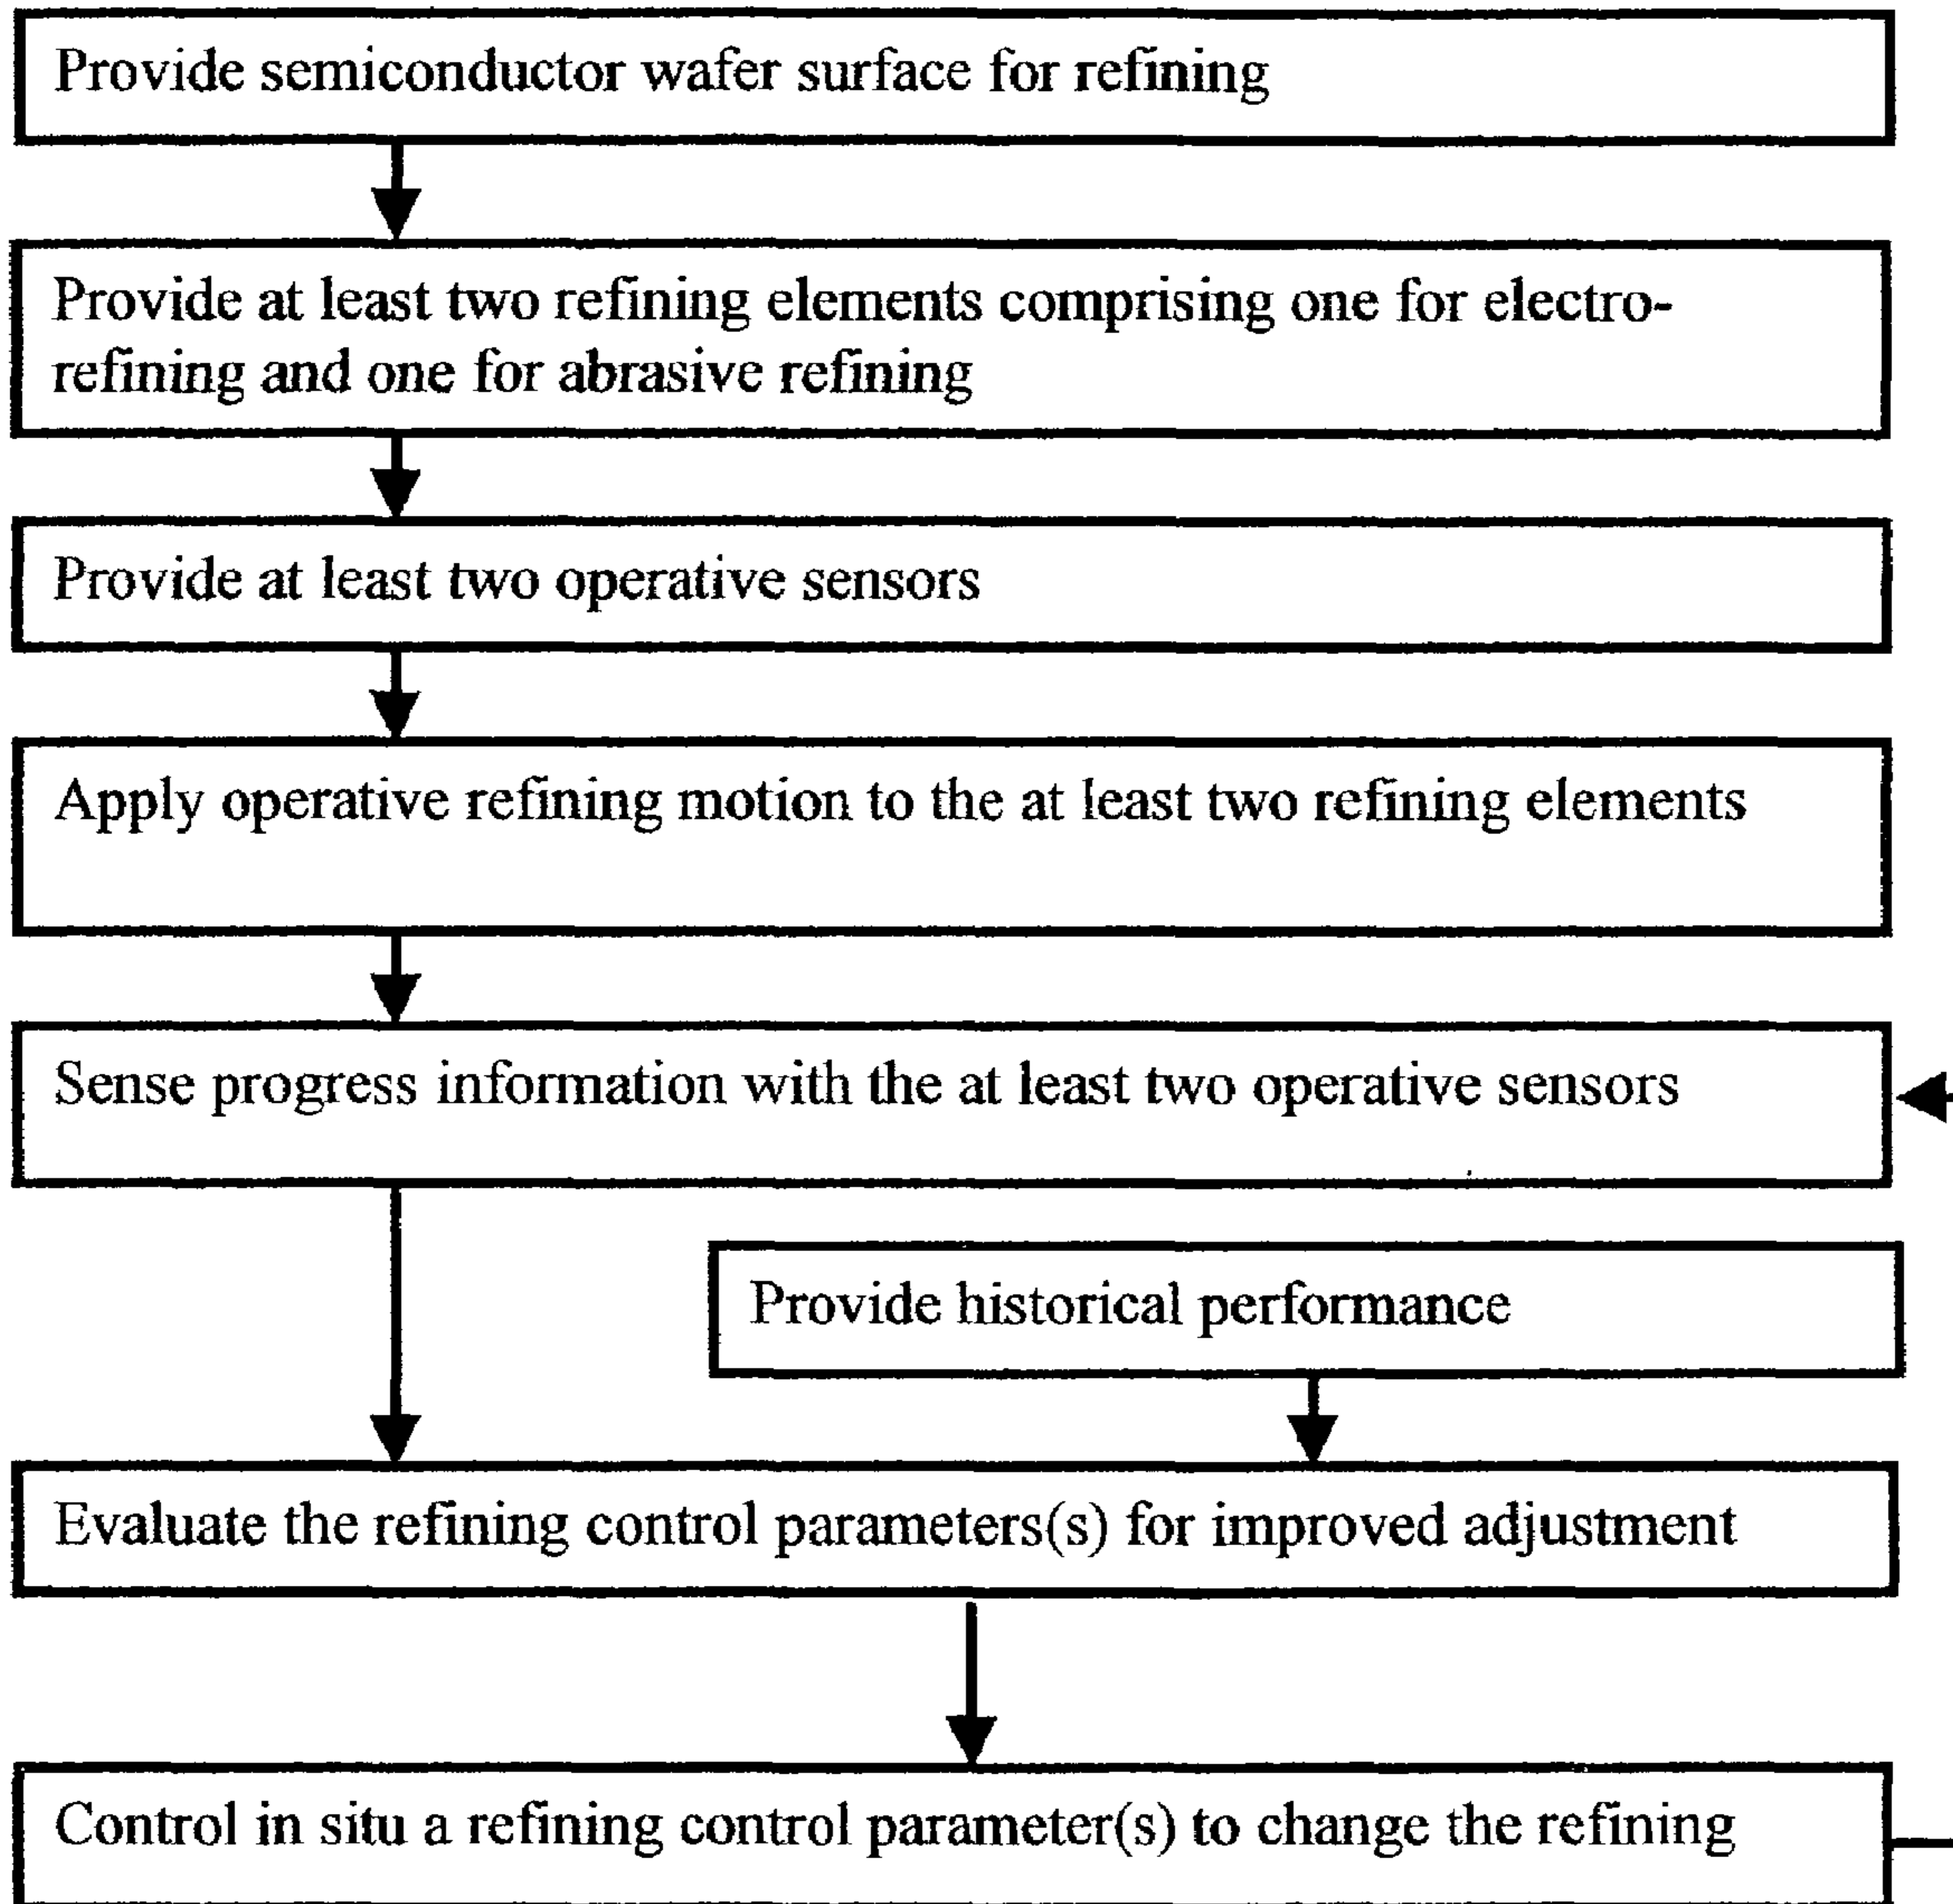 Provide semiconductor wafer surface for refining
Provide at least two refining elements comprising one for electro-
refining and one for abrasive refining
Provide at least two operative sensors
Apply operative refining motion to the at least two refining elements
Sense progress information with the at least two operative sensors
Provide historical performance
Evaluate the refining control parameters(s) for improved adjustment
Control in situ a refining control parameter(s) to change the refining